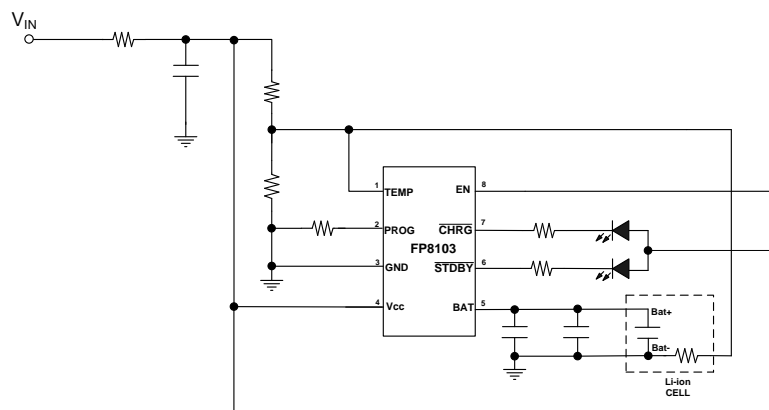 VIN
1
TEMP
EN
8
2
PROG
CHRG
7
FP8103
3
GND
STDBY
6
4
Vcc
BAT
5
Bat+
Bat-
Li-ion
CELL